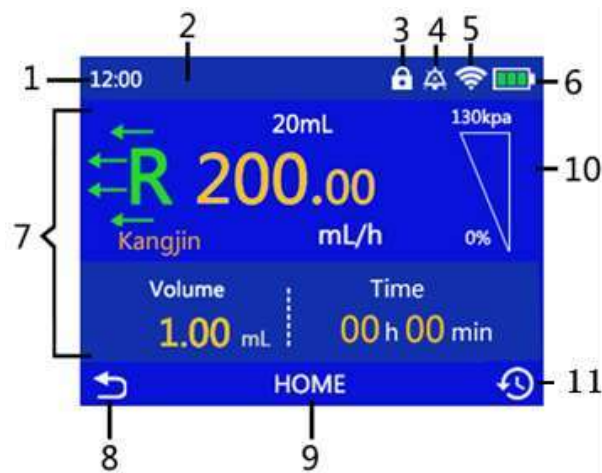 3 4 5
2
1 12:00 6
20mL 130kpa
R 200.00 10
7 Kangjin mL/h 0%
Volume Time
1.00 mL 00 h 00 min
HOME 11
8 9